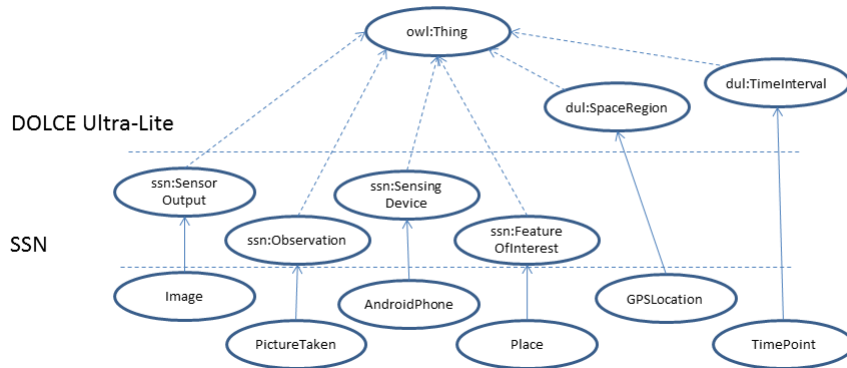 owl:Thing
dul:TimeInterval
dul:SpaceRegion
DOLCE Ultra-Lite
ssn:Sensor
Output
ssn:Sensing
Device
ssn:Observation
ssn:Feature
OfInterest
SSN
Image
AndroidPhone
GPSLocation
PictureTaken
Place
TimePoint